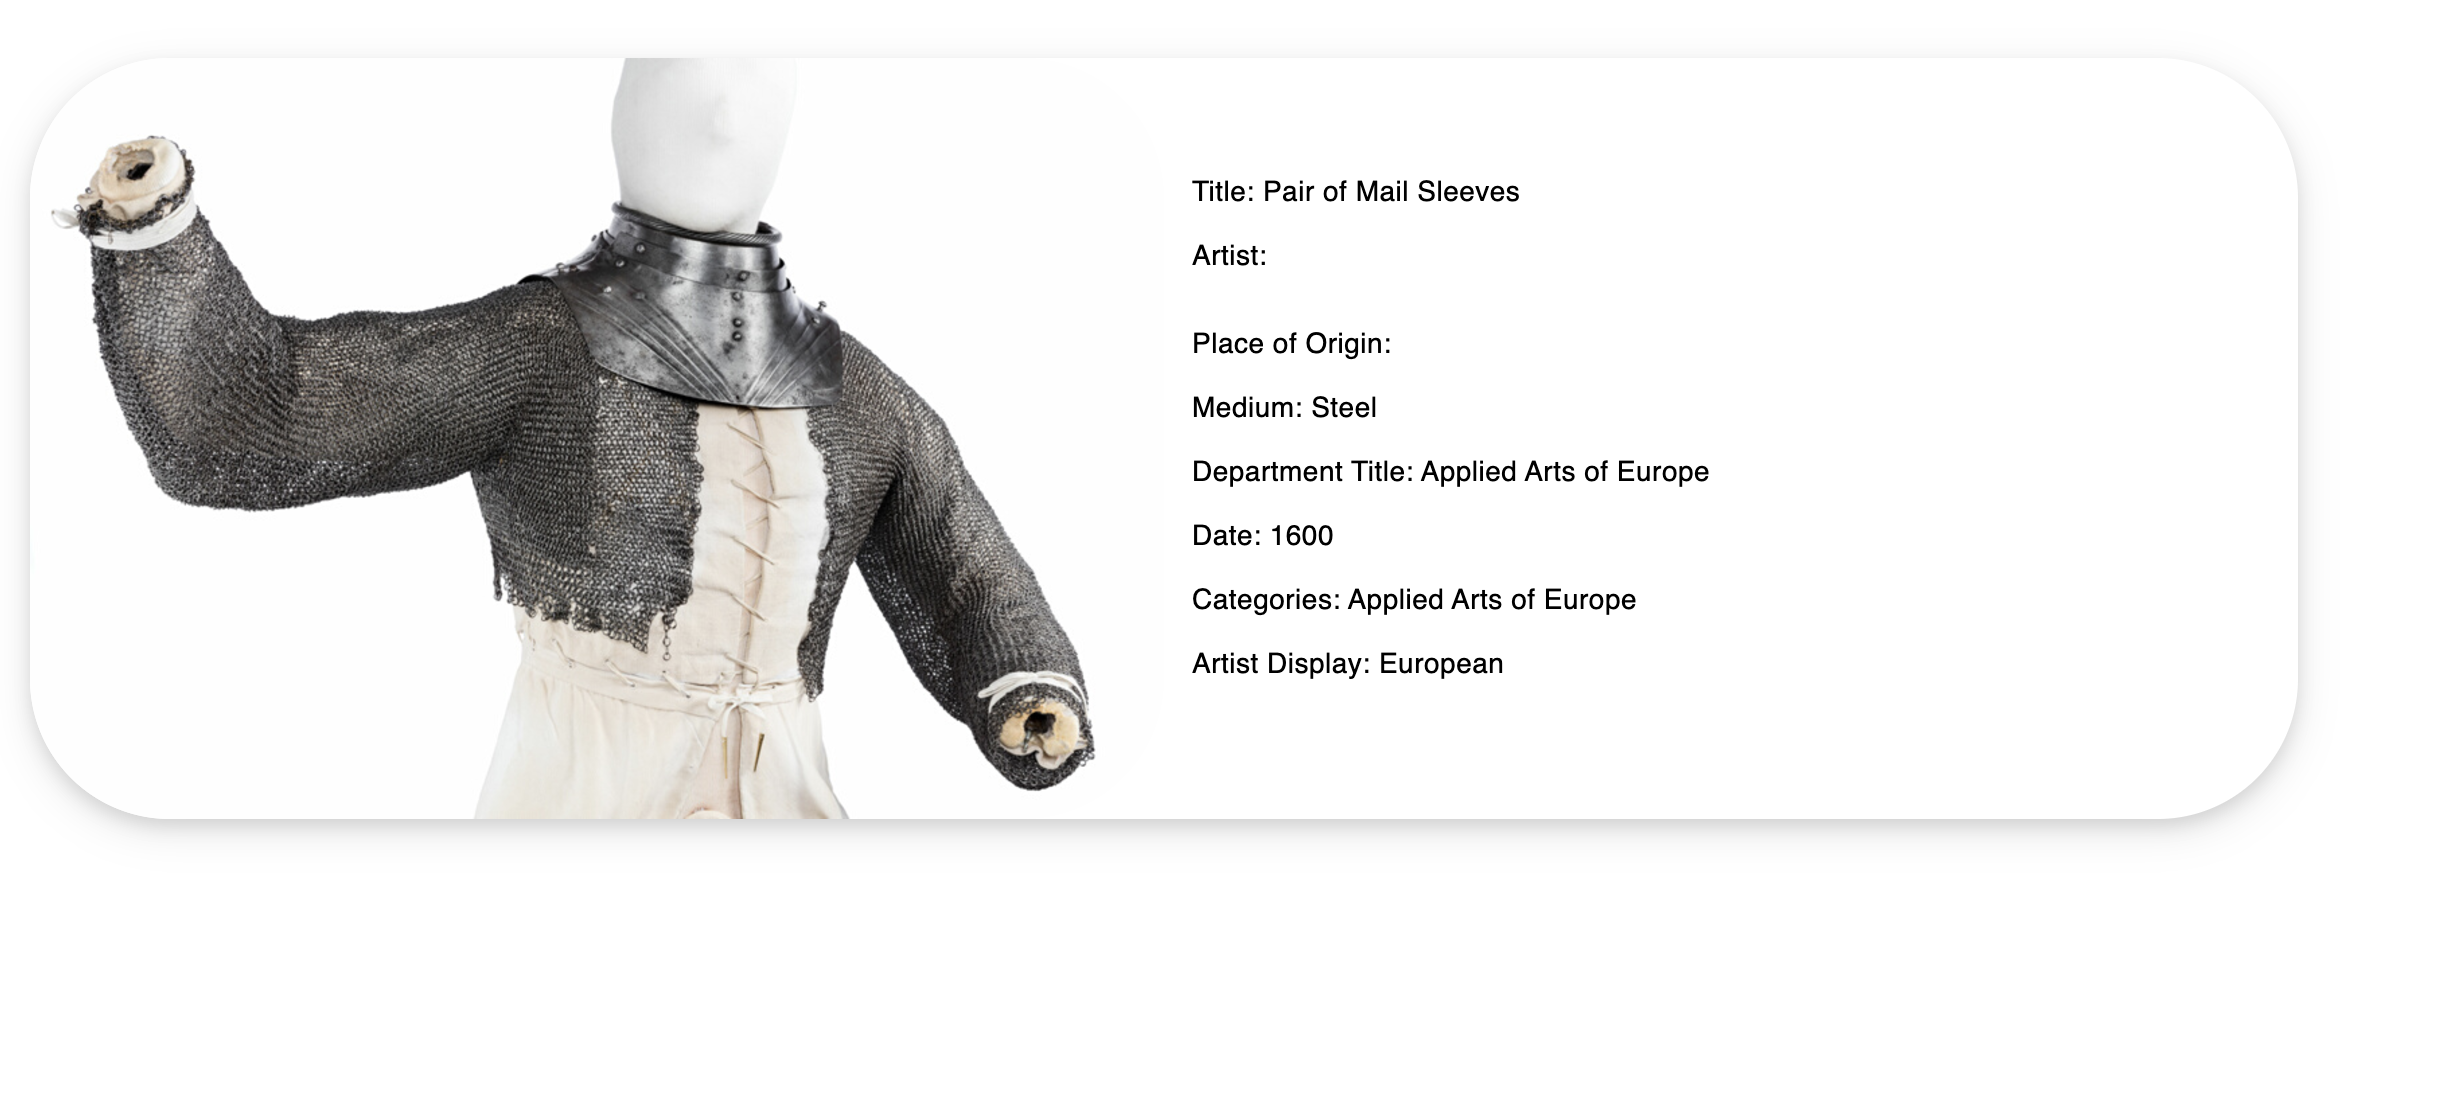 Title: Pair of Mail Sleeves
Artist:
Place of Origin:
Medium: Steel
Department Title: Applied Arts of Europe
Date: 1600
Categories: Applied Arts of Europe
Artist Display: European